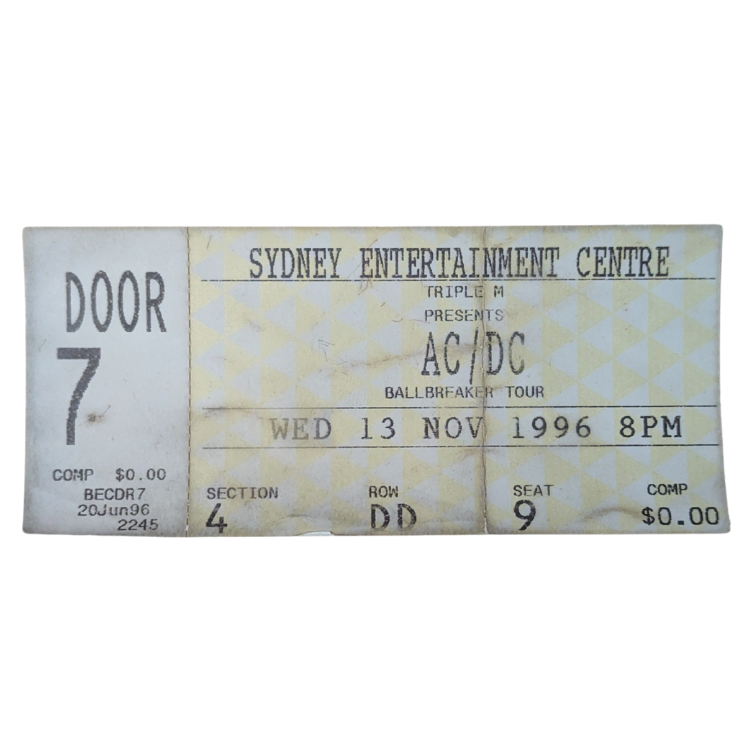 DOOR
7
COMP $0.00
BECDR7
20Jun96
2245
SYDNEY ENTERTAINMENT CENTRE
TRIPLE M
PRESENTS
AC/DC
BALLBREAKER TOUR
WED 13 NOV 1996 8PM
SECTION ROW SEAT COMP
4 DD 9 $0.00